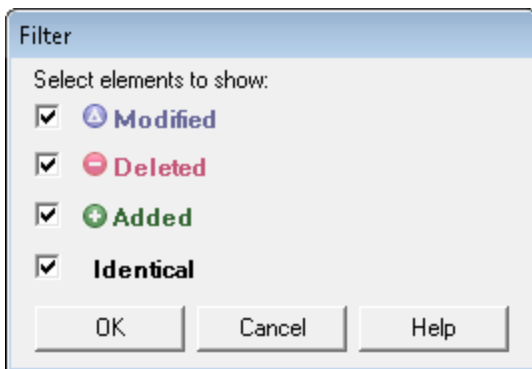 Filter
Select elements to show:
Modified
Deleted
Added
Identical
OK Cancel Help